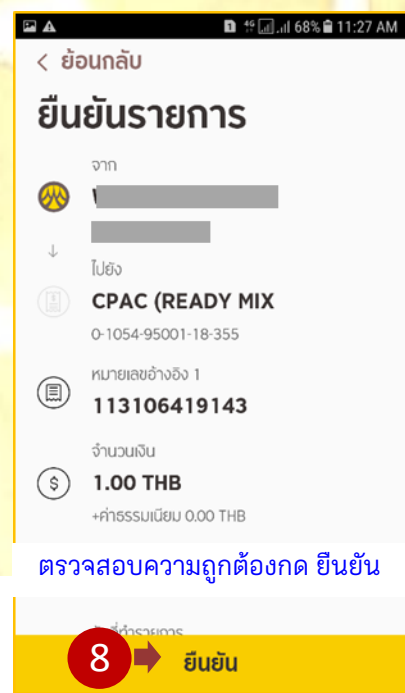 4G 68% 11:27 AM
< ย้อนกลับ
ยืนยันรายการ
จาก
ไปยัง
CPAC (READY MIX
0-1054-95001-18-355
หมายเลขอ้างอิง 1
113106419143
จำนวนเงิน
1.00 THB
+ค่าธรรมเนียม 0.00 THB
ตรวจสอบความถูกต้องกด ยืนยัน
8 ยืนยัน